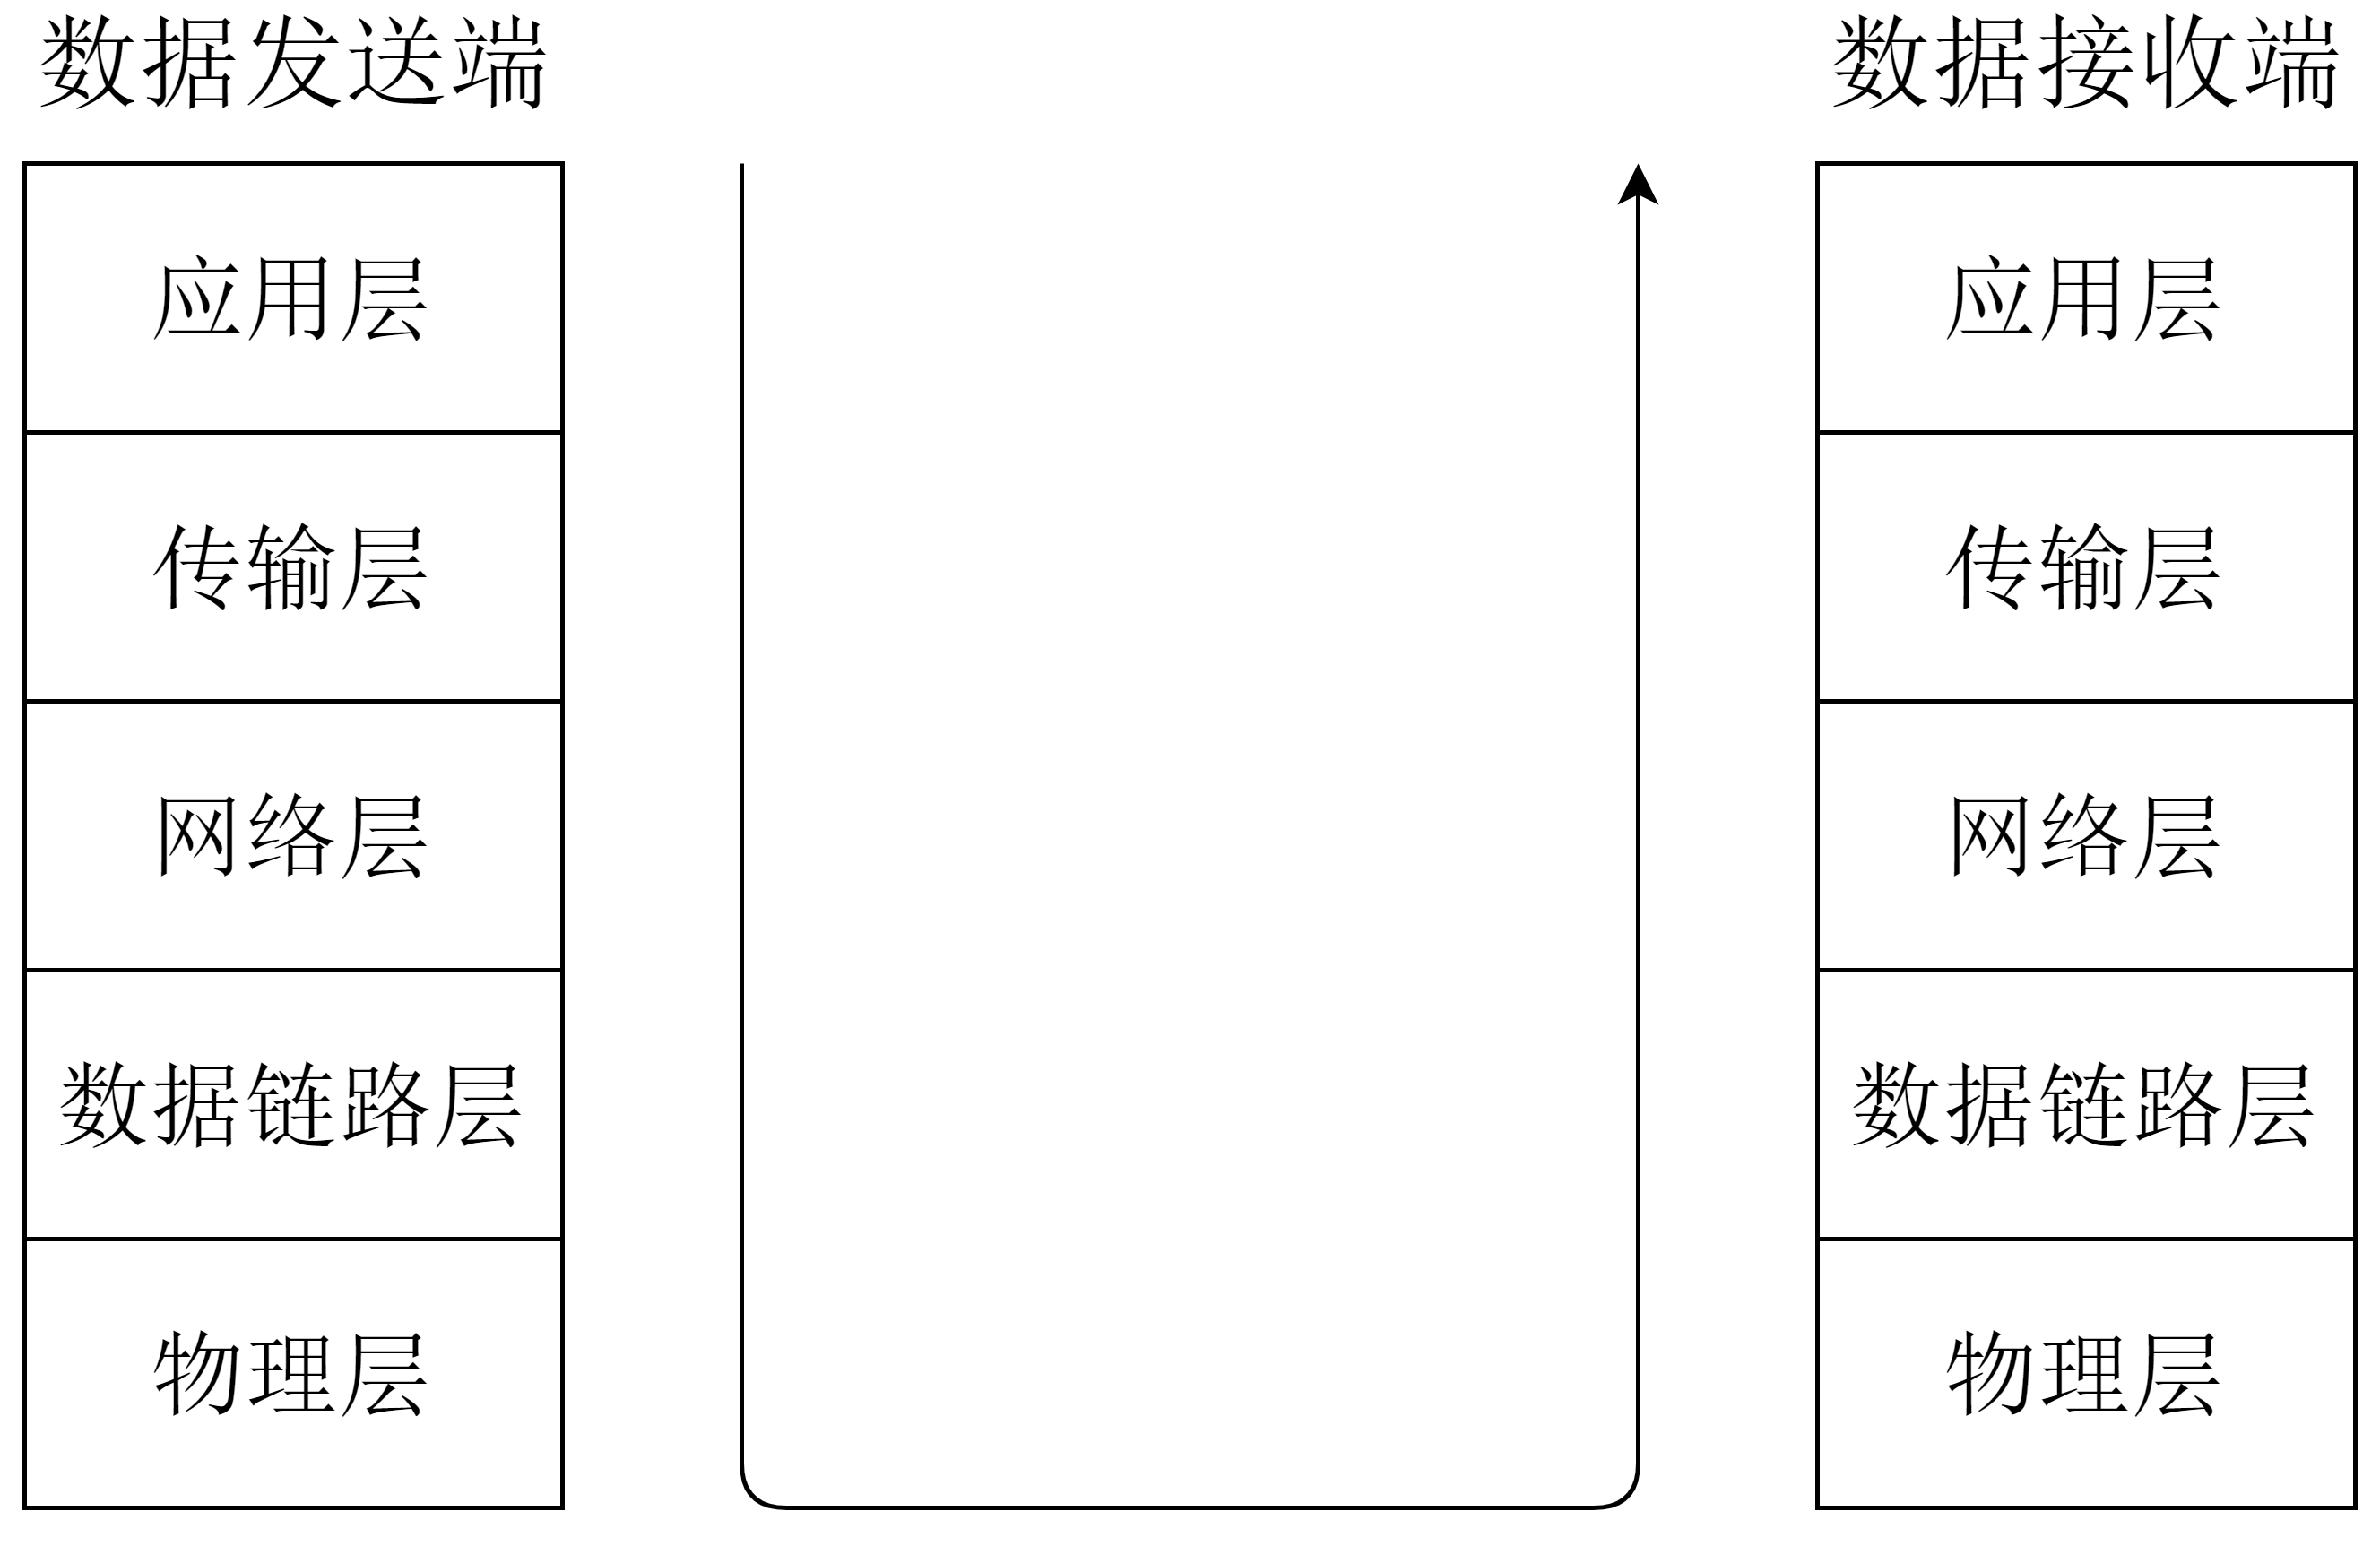 数据发送端
应用层
传输层
网络层
数据链路层
物理层
数据接收端
应用层
传输层
网络层
数据链路层
物理层